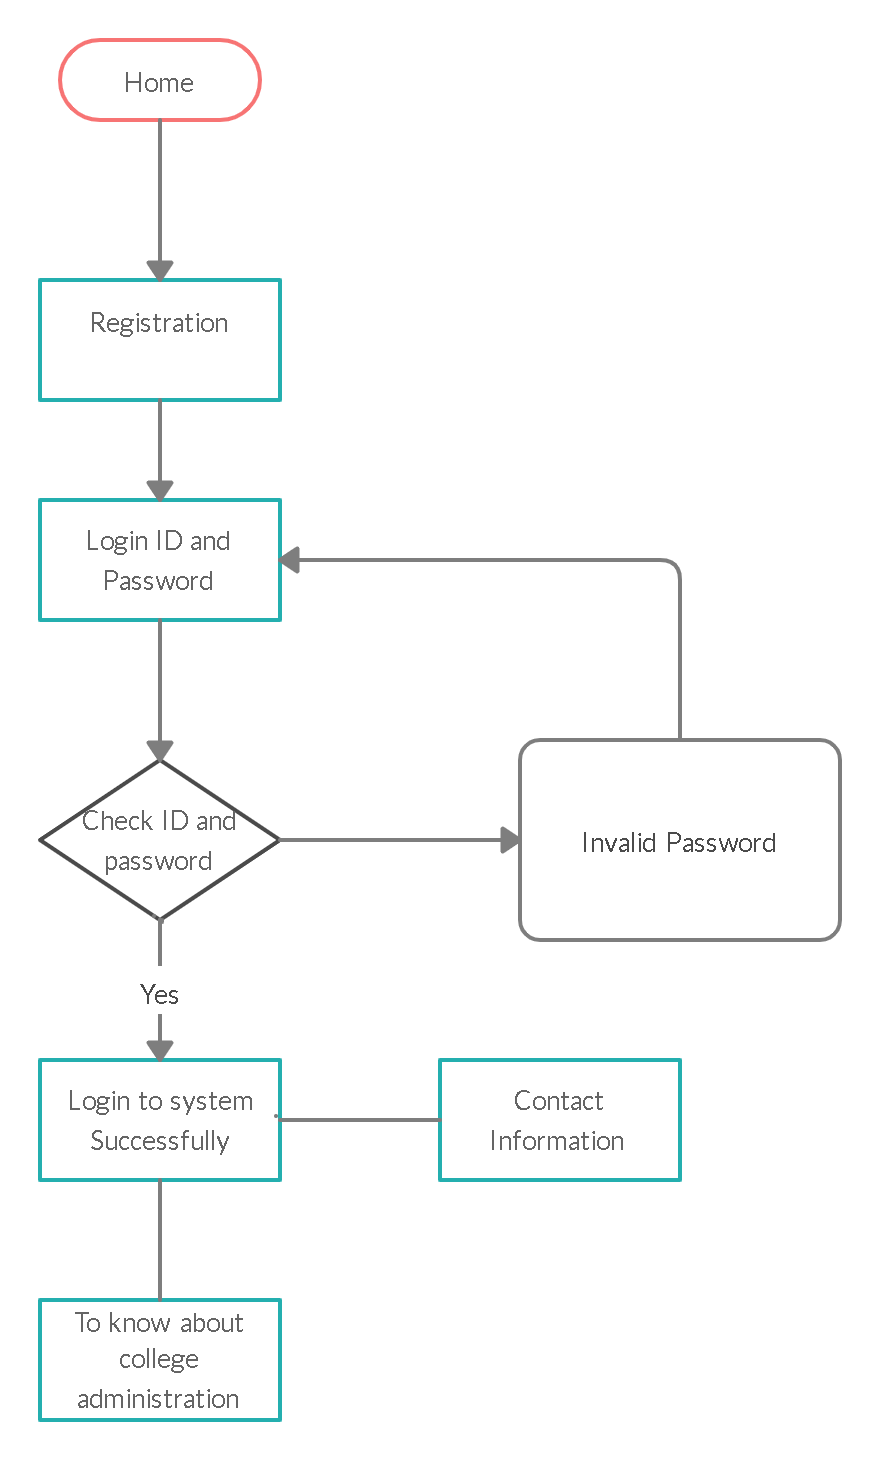 Home
Registration
Login ID and
Password
Check ID and
password
Invalid Password
Yes
Login to system
Successfully
Contact
Information
To know about
college
administration